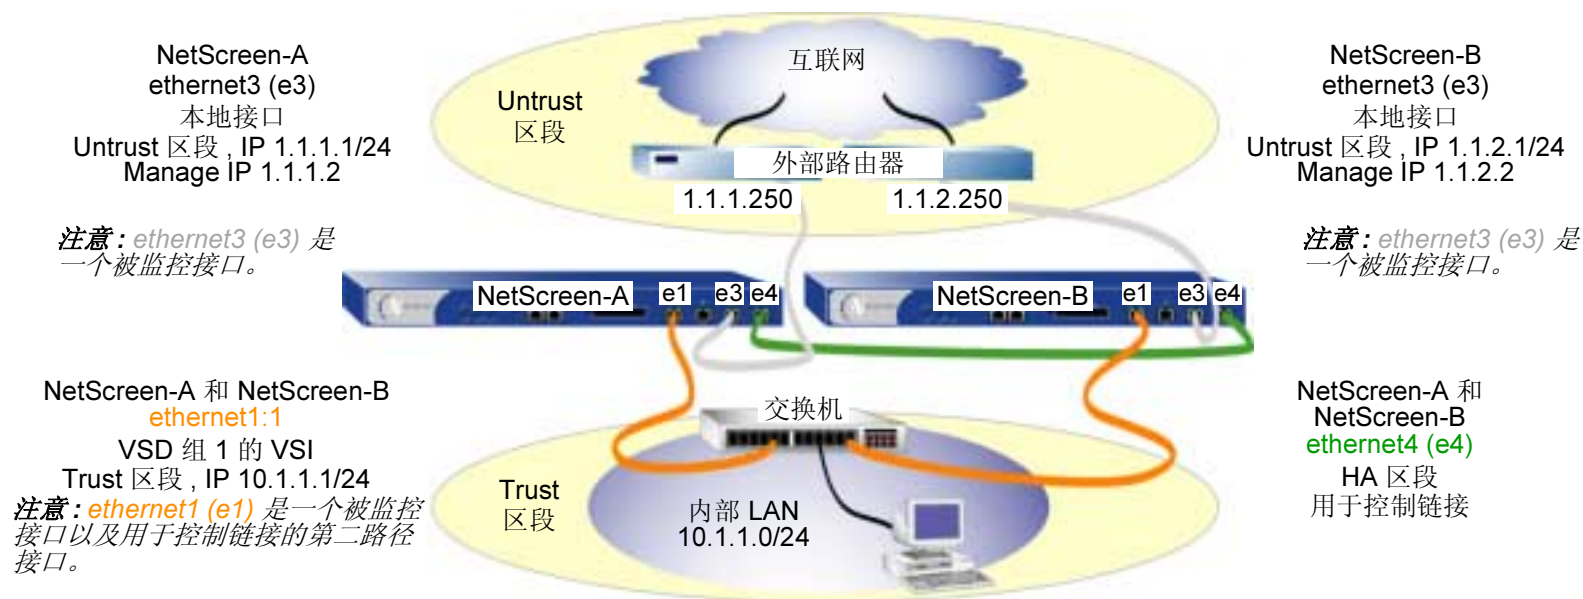 NetScreen-A
ethernet3 (e3)
本地接口
Untrust 区段 , IP 1.1.1.1/24
Manage IP 1.1.1.2
注意 : ethernet3 (e3) 是
一个被监控接口。
互联网
Untrust
区段
外部路由器
1.1.1.250
1.1.2.250
NetScreen-B
ethernet3 (e3)
本地接口
Untrust 区段 , IP 1.1.2.1/24
Manage IP 1.1.2.2
注意 : ethernet3 (e3) 是
一个被监控接口。
NetScreen-A
e1
e3
e4
NetScreen-B
e1
e3
e4
NetScreen-A 和 NetScreen-B
ethernet1:1
VSD 组 1 的 VSI
Trust 区段 , IP 10.1.1.1/24
注意 : ethernet1 (e1) 是一个被监控
接口以及用于控制链接的第二路径
接口。
交换机
Trust
区段
内部 LAN
10.1.1.0/24
NetScreen-A 和
NetScreen-B
ethernet4 (e4)
HA 区段
用于控制链接